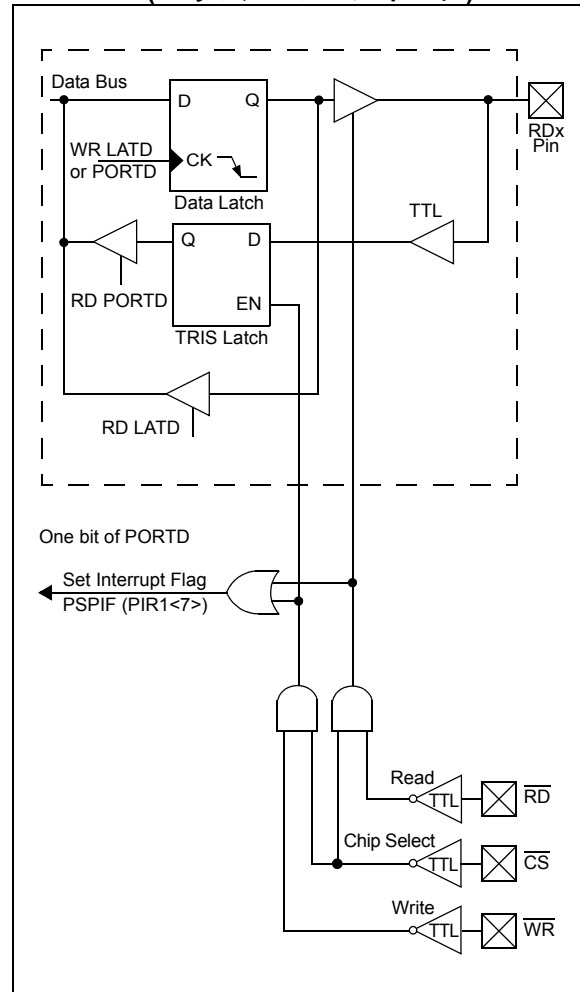 Data Bus
D Q
RDx
Pin
WR LATD
or PORTD
CK
Data Latch
TTL
Q D
RD PORTD
EN
TRIS Latch
RD LATD
One bit of PORTD
Set Interrupt Flag
PSPIF (PIR1<7>)
Read
TTL
RD
Chip Select
TTL
CS
Write
TTL
WR